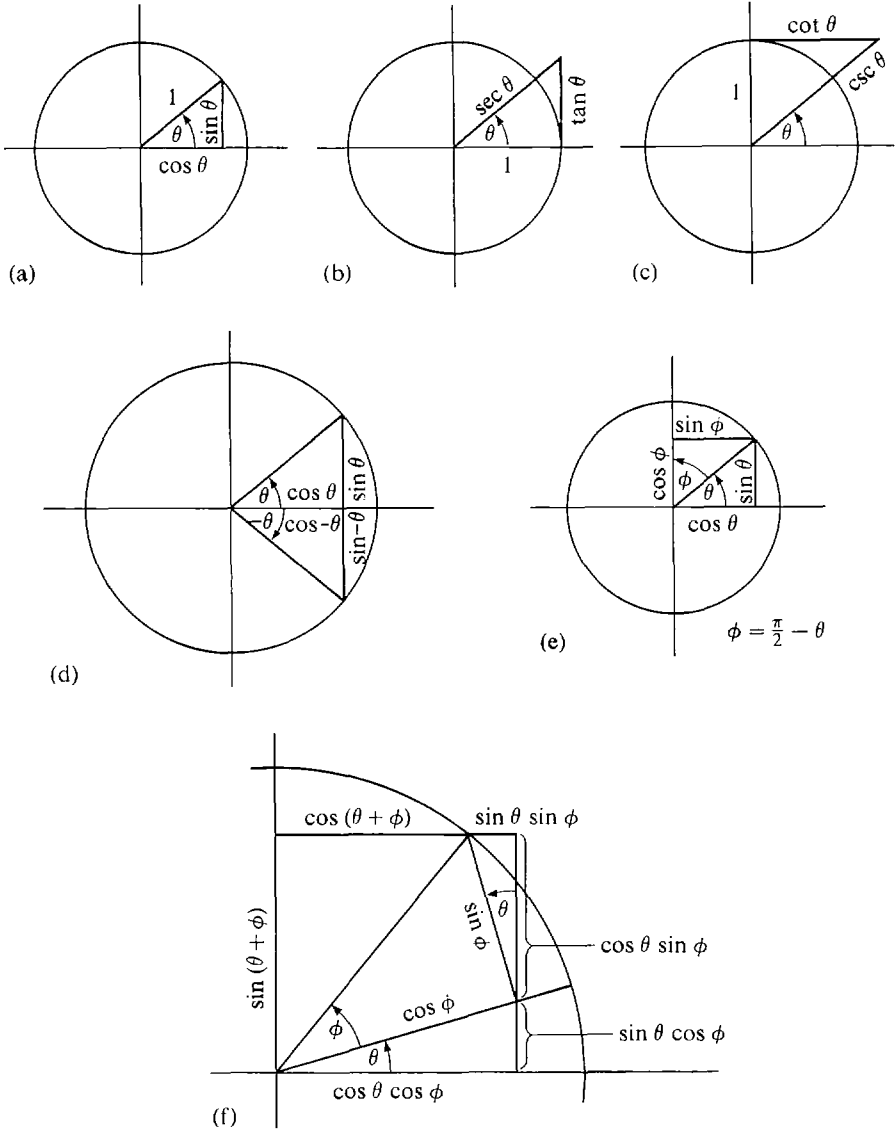 1
θ
sin θ
cos θ
(a)
sec θ
tan θ
θ
1
(b)
cot θ
csc θ
1
θ
(c)
θ
cos θ
sin θ
-θ
cos-θ
sin-θ
(d)
sin ϕ
cos ϕ
ϕ
θ
sin θ
cos θ
ϕ = π/2 − θ
(e)
cos (θ + ϕ)
sin θ sin ϕ
sin (θ + ϕ)
sin ϕ
θ
cos θ sin ϕ
cos ϕ
ϕ
θ
sin θ cos ϕ
cos θ cos ϕ
(f)